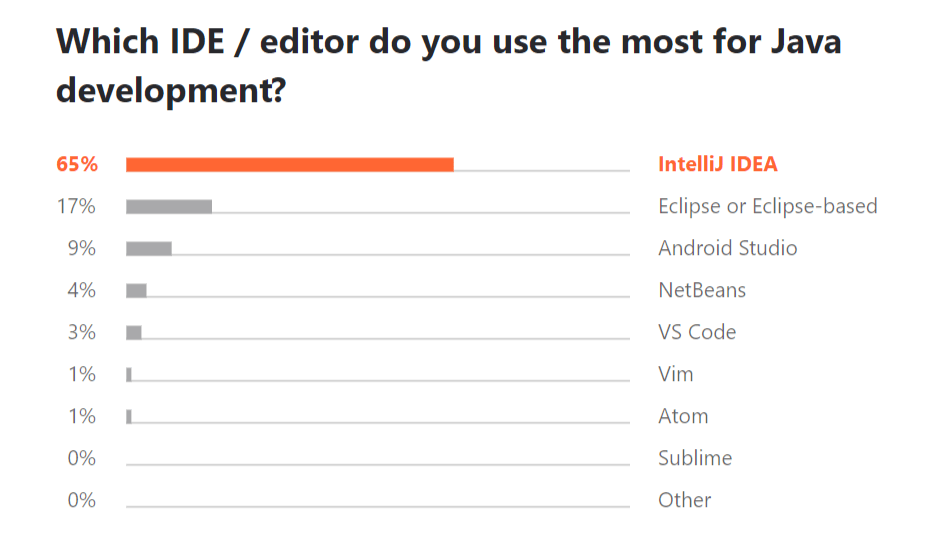 Which IDE / editor do you use the most for Java
development?
65% IntelliJ IDEA
17% Eclipse or Eclipse-based
9% Android Studio
4% NetBeans
3% VS Code
1% Vim
1% Atom
0% Sublime
0% Other